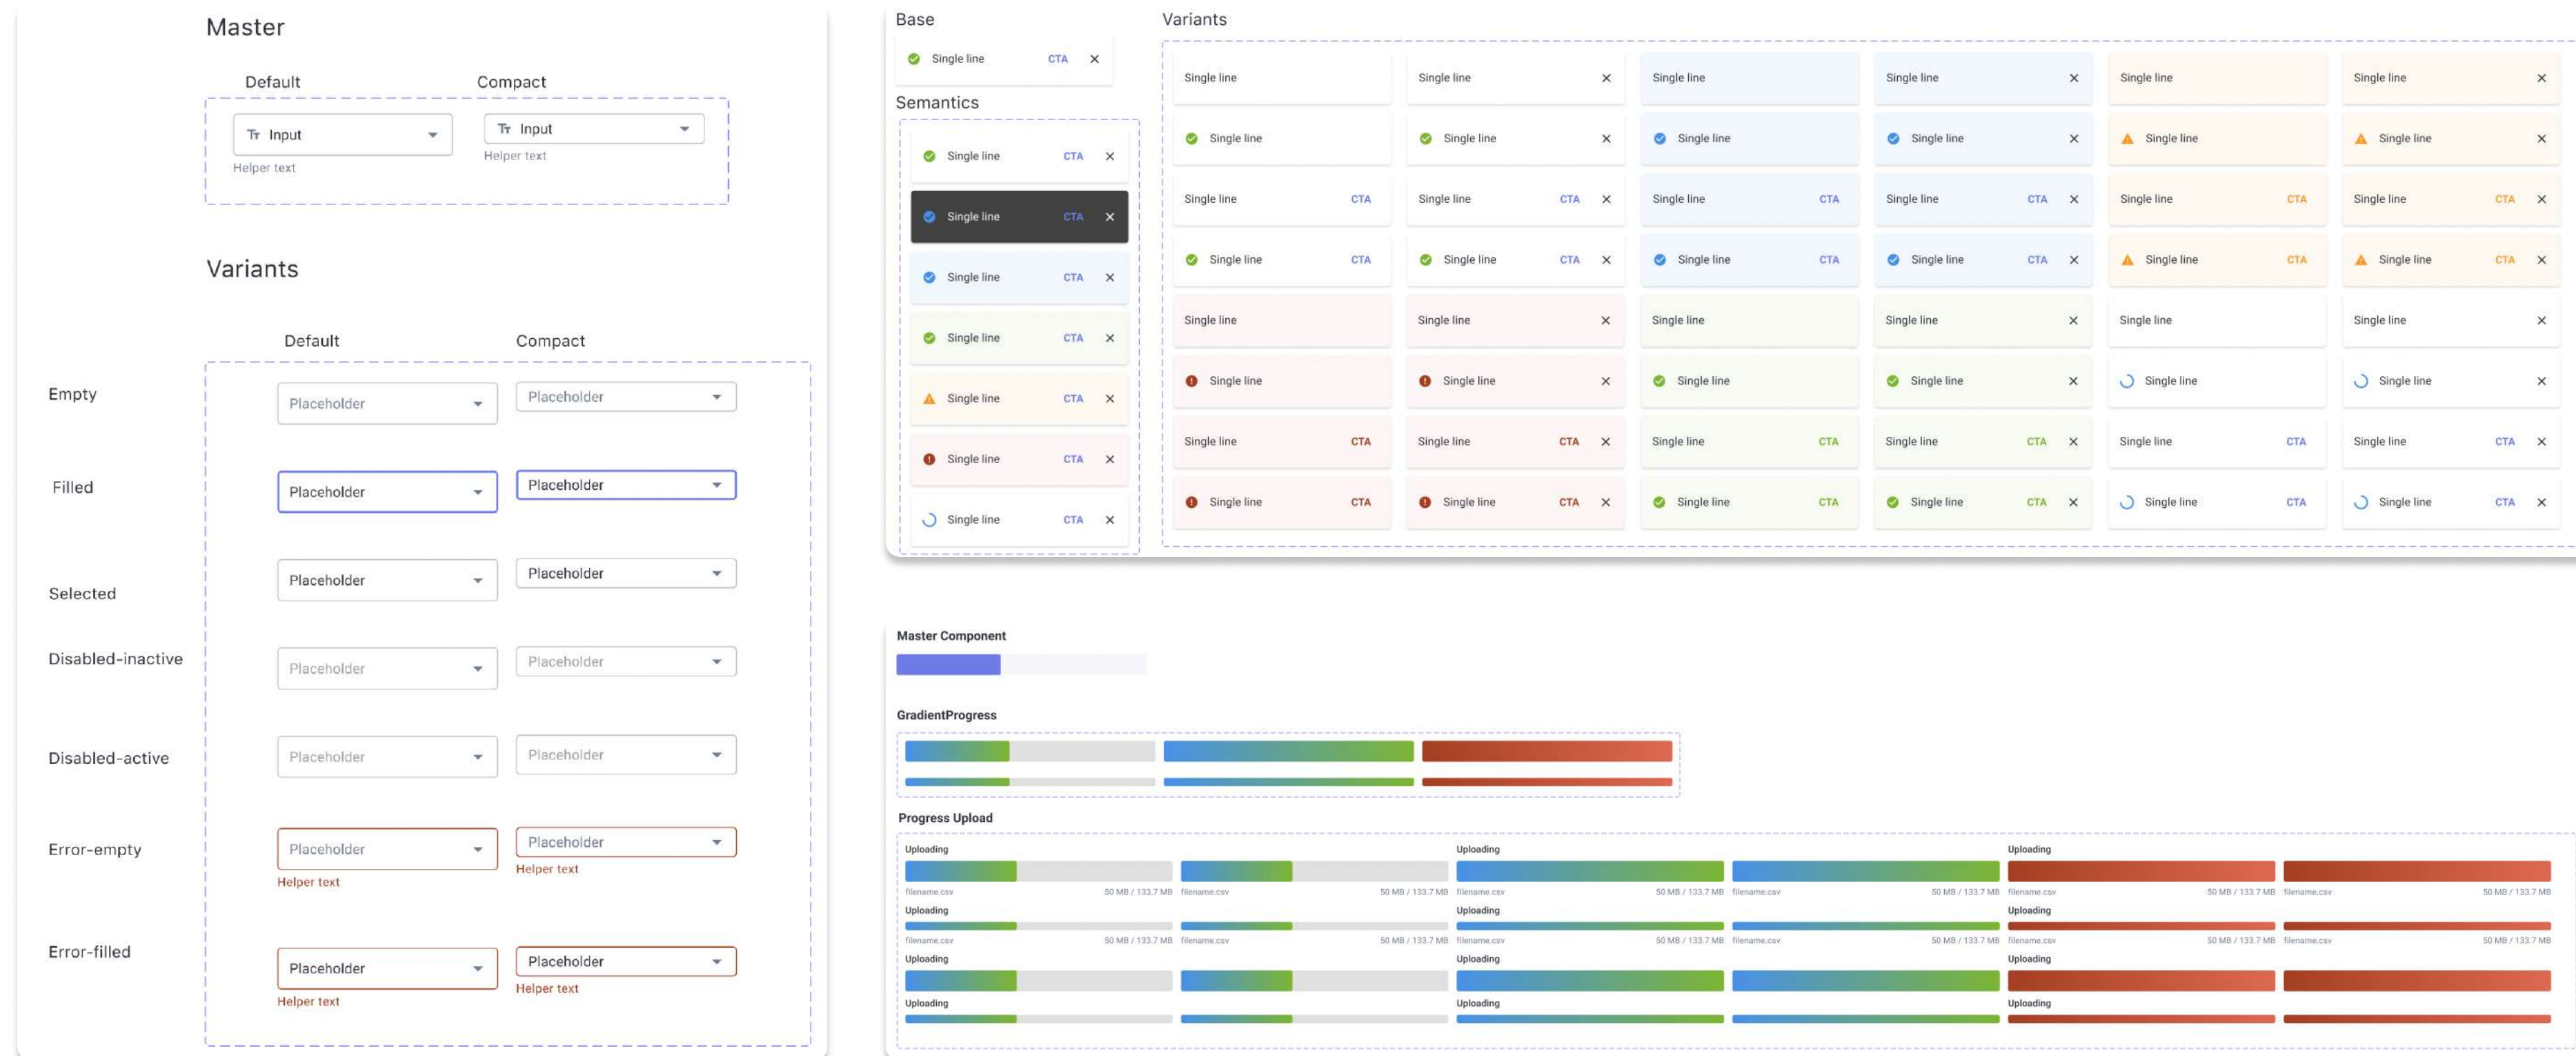 Master
Default Compact
Tт Input Tт Input
Helper text Helper text
Variants
Default Compact
Empty Placeholder Placeholder
Filled Placeholder Placeholder
Selected Placeholder Placeholder
Disabled-inactive Placeholder Placeholder
Disabled-active Placeholder Placeholder
Error-empty Placeholder Placeholder
Helper text Helper text
Error-filled Placeholder Placeholder
Helper text Helper text
Base
Single line CTA
Semantics
Single line CTA
Single line CTA
Single line CTA
Single line CTA
Single line CTA
Single line CTA
Single line CTA
Variants
Single line Single line Single line Single line Single line Single line
Single line Single line Single line Single line Single line Single line
Single line CTA Single line CTA Single line CTA Single line CTA Single line CTA Single line CTA
Single line CTA Single line CTA Single line CTA Single line CTA Single line CTA Single line CTA
Single line Single line Single line Single line Single line Single line
Single line Single line Single line Single line Single line Single line
Single line CTA Single line CTA Single line CTA Single line CTA Single line CTA Single line CTA
Single line CTA Single line CTA Single line CTA Single line CTA Single line CTA Single line CTA
Master Component
GradientProgress
Progress Upload
Uploading Uploading Uploading
filename.csv 50 MB / 133.7 MB filename.csv 50 MB / 133.7 MB filename.csv 50 MB / 133.7 MB filename.csv 50 MB / 133.7 MB filename.csv 50 MB / 133.7 MB filename.csv 50 MB / 133.7 MB
Uploading Uploading Uploading
filename.csv 50 MB / 133.7 MB filename.csv 50 MB / 133.7 MB filename.csv 50 MB / 133.7 MB filename.csv 50 MB / 133.7 MB filename.csv 50 MB / 133.7 MB filename.csv 50 MB / 133.7 MB
Uploading Uploading Uploading
Uploading Uploading Uploading